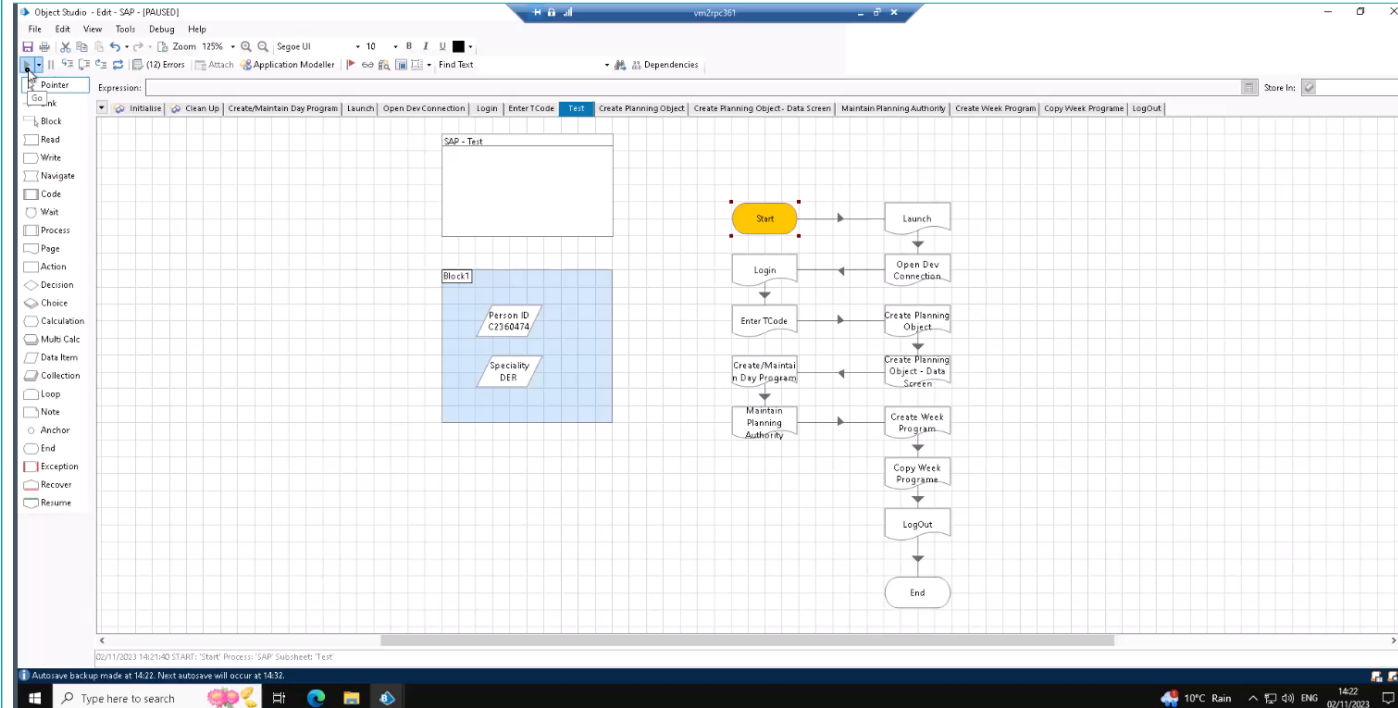 Object Studio - Edit - SAP - [PAUSED]
vm2rpc361
File Edit View Tools Debug Help
Zoom 125% Segoe UI 10 B I U
(12) Errors Attach Application Modeller Find Text Dependencies
Pointer
Go
Link
Block
Read
Write
Navigate
Code
Wait
Process
Page
Action
Decision
Choice
Calculation
Multi Calc
Data Item
Collection
Loop
Note
Anchor
End
Exception
Recover
Resume
Expression: Store In:
Initialise Clean Up Create/Maintain Day Program Launch Open Dev Connection Login Enter TCode Test Create Planning Object Create Planning Object - Data Screen Maintain Planning Authority Create Week Program Copy Week Programe LogOut
SAP - Test
Block1
Person ID
C2360474
Speciality
DER
Start
Launch
Open Dev
Connection
Login
Enter TCode
Create Planning
Object
Create Planning
Object - Data
Screen
Create/Maintai
n Day Program
Maintain
Planning
Authority
Create Week
Program
Copy Week
Programe
LogOut
End
02/11/2023 14:21:40 START: 'Start' Process: 'SAP' Subsheet: 'Test'
Autosave backup made at 14:22. Next autosave will occur at 14:32.
Type here to search
10°C Rain ENG 14:22
02/11/2023